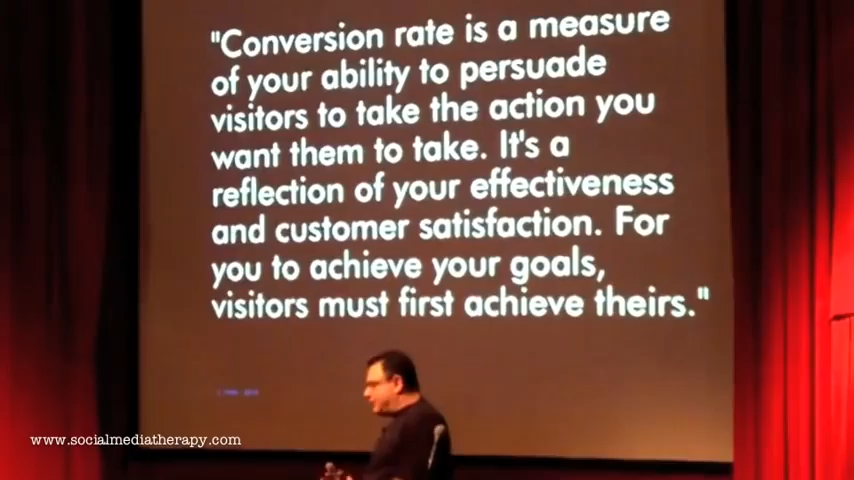 "Conversion rate is a measure
of your ability to persuade
visitors to take the action you
want them to take. It's a
reflection of your effectiveness
and customer satisfaction. For
you to achieve your goals,
visitors must first achieve theirs."
www.socialmediatherapy.com